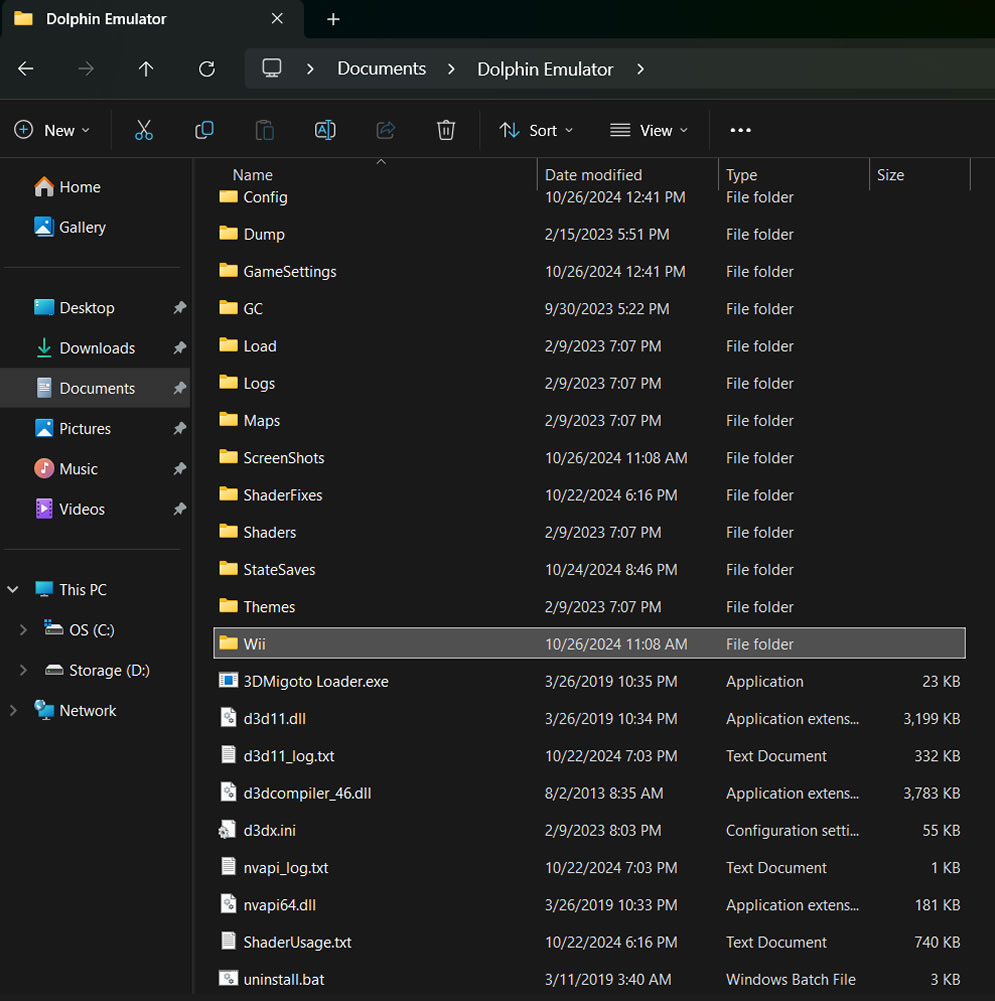 Dolphin Emulator
Documents Dolphin Emulator
New Sort View
Name Date modified Type Size
Home
Gallery
Desktop
Downloads
Documents
Pictures
Music
Videos
This PC
OS (C:)
Storage (D:)
Network
Config 10/26/2024 12:41 PM File folder
Dump 2/15/2023 5:51 PM File folder
GameSettings 10/26/2024 12:41 PM File folder
GC 9/30/2023 5:22 PM File folder
Load 2/9/2023 7:07 PM File folder
Logs 2/9/2023 7:07 PM File folder
Maps 2/9/2023 7:07 PM File folder
ScreenShots 10/26/2024 11:08 AM File folder
ShaderFixes 10/22/2024 6:16 PM File folder
Shaders 2/9/2023 7:07 PM File folder
StateSaves 10/24/2024 8:46 PM File folder
Themes 2/9/2023 7:07 PM File folder
Wii 10/26/2024 11:08 AM File folder
3DMigoto Loader.exe 3/26/2019 10:35 PM Application 23 KB
d3d11.dll 3/26/2019 10:34 PM Application extens... 3,199 KB
d3d11_log.txt 10/22/2024 7:03 PM Text Document 332 KB
d3dcompiler_46.dll 8/2/2013 8:35 AM Application extens... 3,783 KB
d3dx.ini 2/9/2023 8:03 PM Configuration setti... 55 KB
nvapi_log.txt 10/22/2024 7:03 PM Text Document 1 KB
nvapi64.dll 3/26/2019 10:33 PM Application extens... 181 KB
ShaderUsage.txt 10/22/2024 6:16 PM Text Document 740 KB
uninstall.bat 3/11/2019 3:40 AM Windows Batch File 3 KB